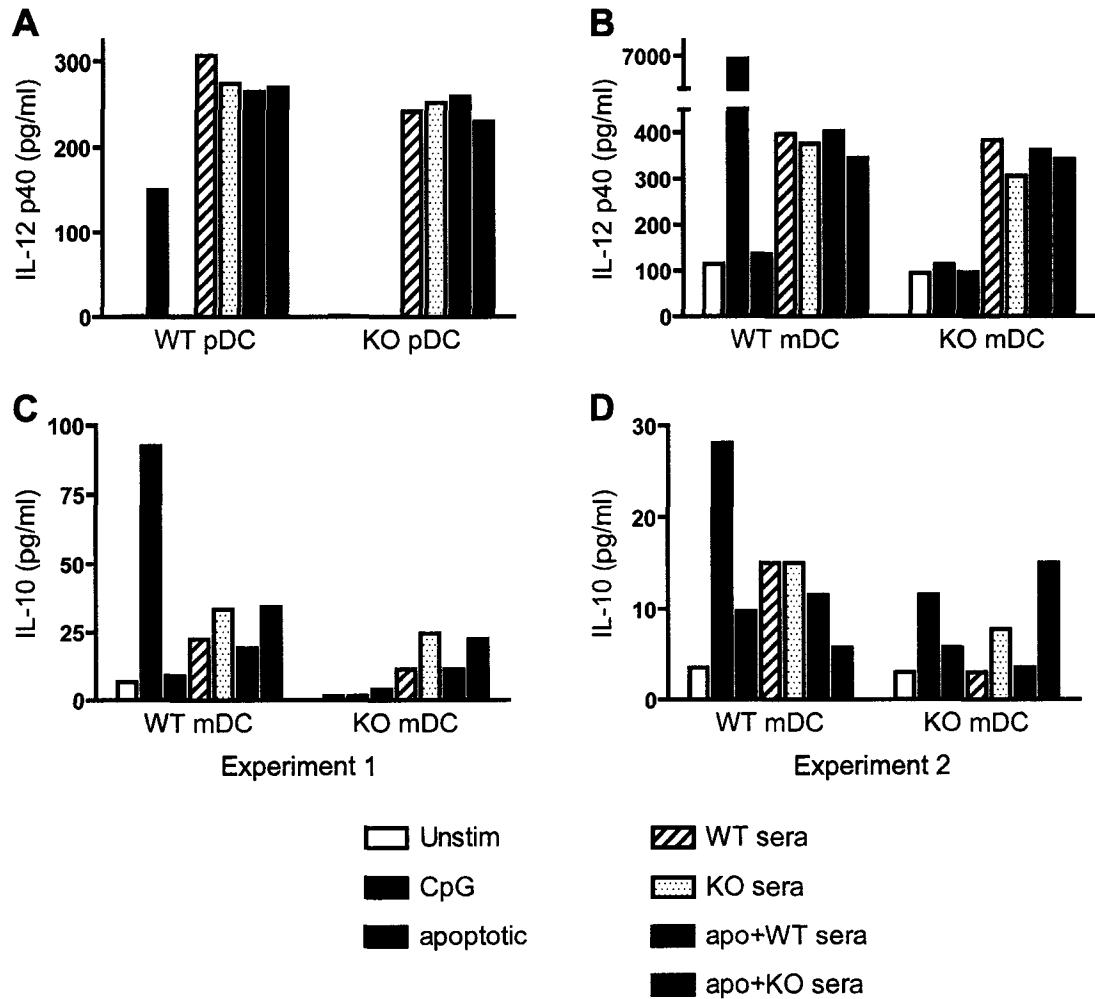 A
IL-12 p40 (pg/ml)
300
200
100
0
WT pDC
KO pDC
B
IL-12 p40 (pg/ml)
7000
400
300
200
100
0
WT mDC
KO mDC
C
IL-10 (pg/ml)
100
75
50
25
0
WT mDC
KO mDC
Experiment 1
D
IL-10 (pg/ml)
30
20
10
0
WT mDC
KO mDC
Experiment 2
Unstim
CpG
apoptotic
WT sera
KO sera
apo+WT sera
apo+KO sera